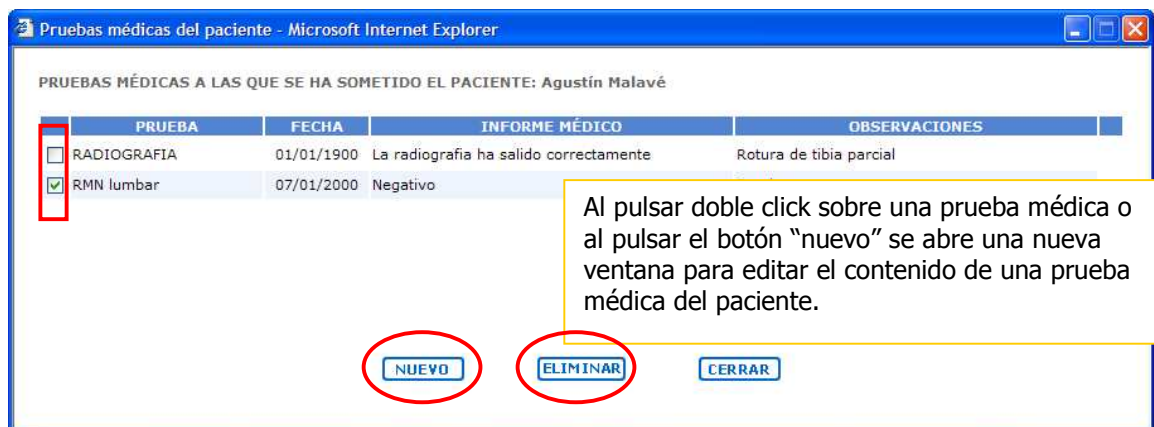 Pruebas médicas del paciente - Microsoft Internet Explorer
PRUEBAS MÉDICAS A LAS QUE SE HA SOMETIDO EL PACIENTE: Agustín Malavé
PRUEBA FECHA INFORME MÉDICO OBSERVACIONES
RADIOGRAFIA 01/01/1900 La radiografia ha salido correctamente Rotura de tibia parcial
RMN lumbar 07/01/2000 Negativo
Al pulsar doble click sobre una prueba médica o
al pulsar el botón “nuevo” se abre una nueva
ventana para editar el contenido de una prueba
médica del paciente.
NUEVO ELIMINAR CERRAR